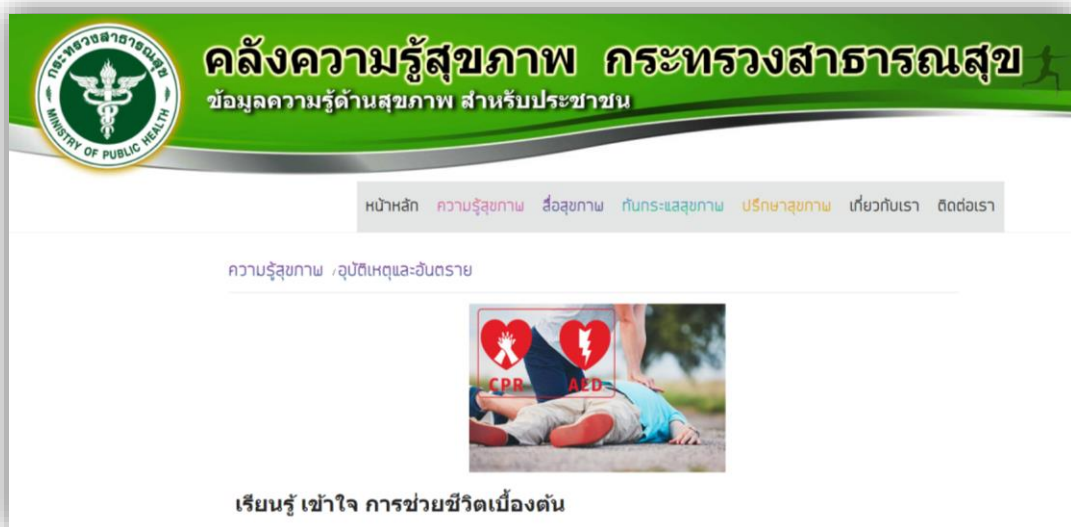 กระทรวงสาธารณสุข
MINISTRY OF PUBLIC HEALTH
คลังความรู้สุขภาพ กระทรวงสาธารณสุข
ข้อมูลความรู้ด้านสุขภาพ สำหรับประชาชน
หน้าหลัก ความรู้สุขภาพ สื่อสุขภาพ ทันกระแสสุขภาพ ปรึกษาสุขภาพ เกี่ยวกับเรา ติดต่อเรา
ความรู้สุขภาพ /อุบัติเหตุและอันตราย
CPR AED
เรียนรู้ เข้าใจ การช่วยชีวิตเบื้องต้น